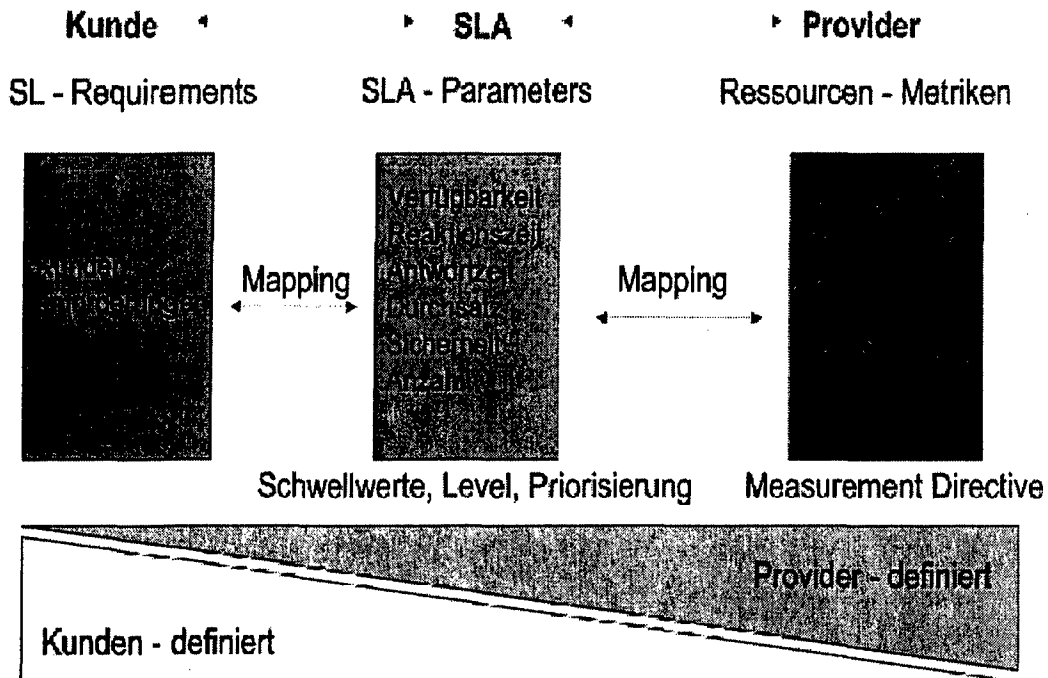 Kunde SLA Provider
SL - Requirements SLA - Parameters Ressourcen - Metriken
Verfügbarkeit
Reaktionszeit
Antwortzeit
Durchsatz
Sicherheit
Mapping Mapping
Schwellwerte, Level, Priorisierung Measurement Directive
Provider - definiert
Kunden - definiert